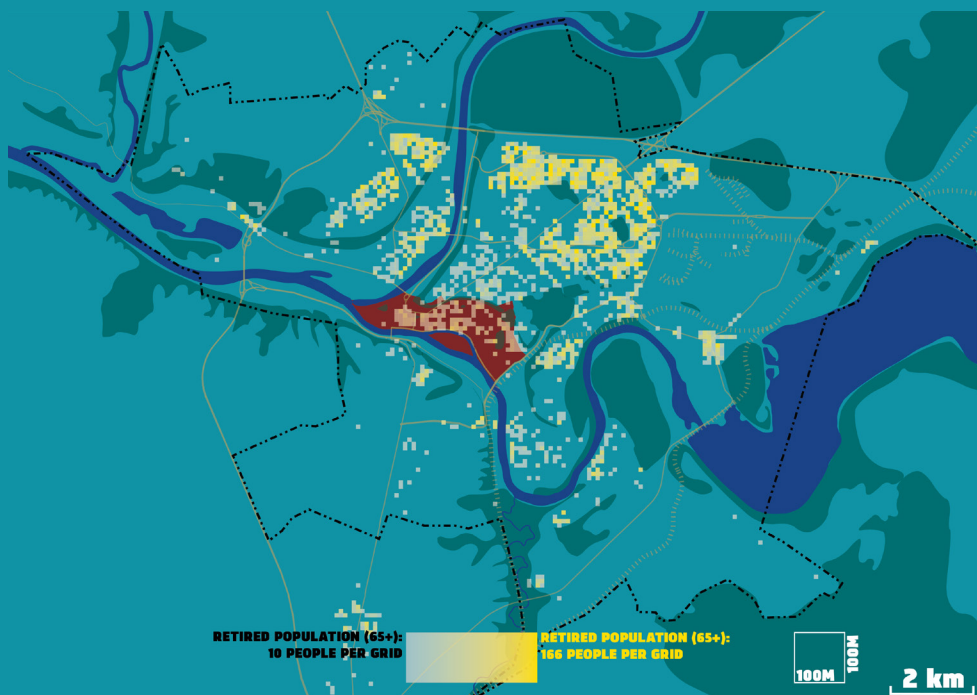 RETIRED POPULATION (65+):
10 PEOPLE PER GRID
RETIRED POPULATION (65+):
166 PEOPLE PER GRID
100M
100M
2 km